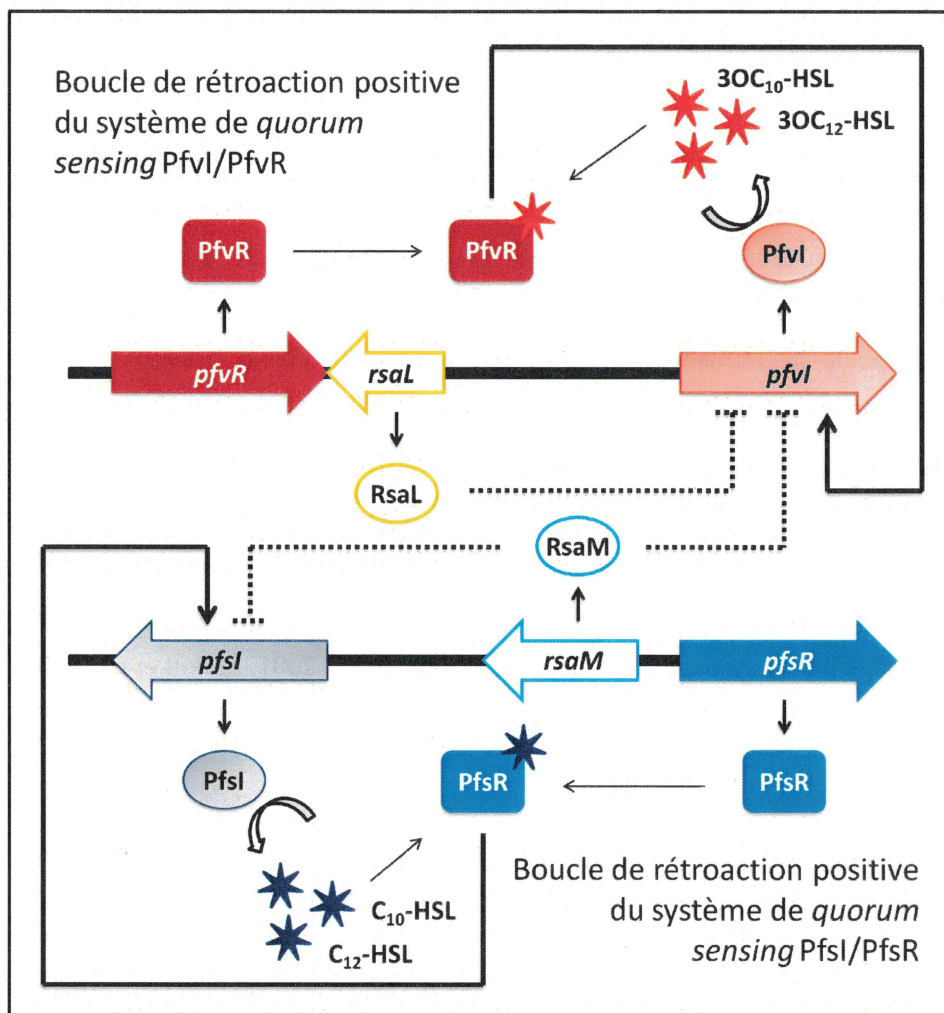 Boucle de rétroaction positive
du système de quorum
sensing PfvI/PfvR
3OC10-HSL
3OC12-HSL
PfvR
PfvR
PfvI
pfvR
rsaL
pfvI
RsaL
RsaM
pfsI
rsaM
pfsR
PfsI
PfsR
PfsR
C10-HSL
C12-HSL
Boucle de rétroaction positive
du système de quorum
sensing PfsI/PfsR